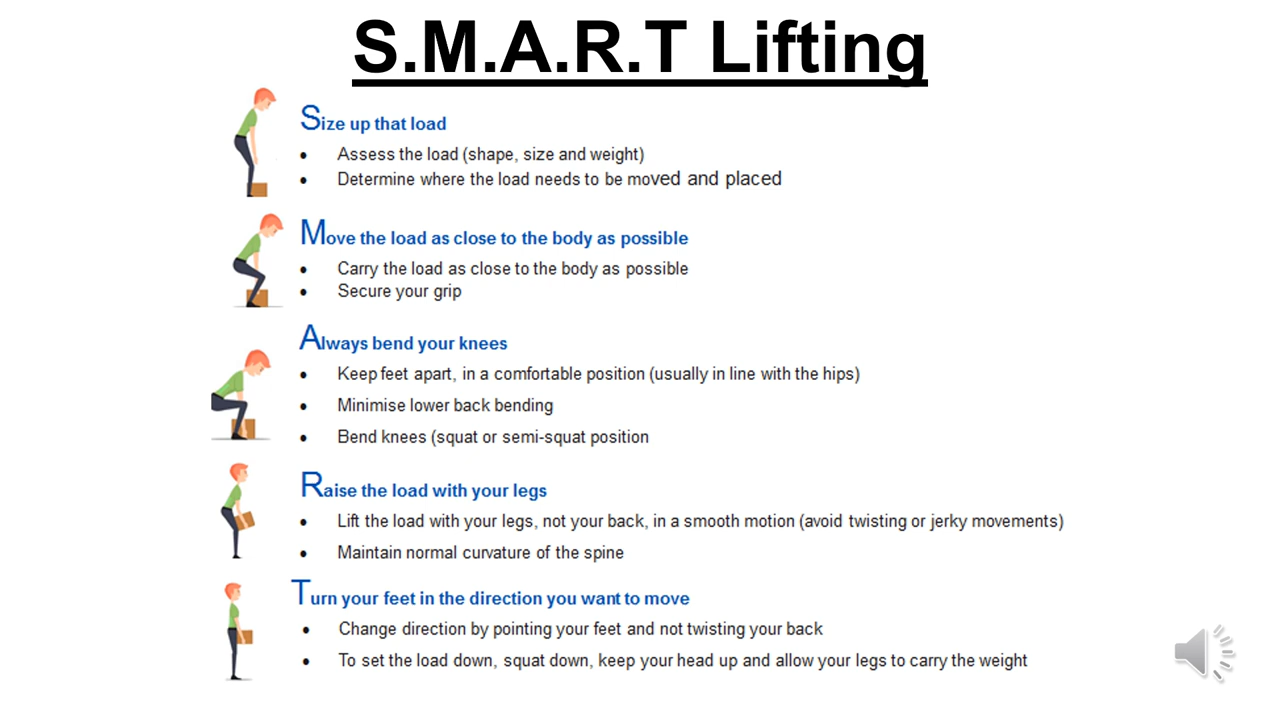 S.M.A.R.T Lifting
Size up that load
• Assess the load (shape, size and weight)
• Determine where the load needs to be moved and placed
Move the load as close to the body as possible
• Carry the load as close to the body as possible
• Secure your grip
Always bend your knees
• Keep feet apart, in a comfortable position (usually in line with the hips)
• Minimise lower back bending
• Bend knees (squat or semi-squat position
Raise the load with your legs
• Lift the load with your legs, not your back, in a smooth motion (avoid twisting or jerky movements)
• Maintain normal curvature of the spine
Turn your feet in the direction you want to move
• Change direction by pointing your feet and not twisting your back
• To set the load down, squat down, keep your head up and allow your legs to carry the weight